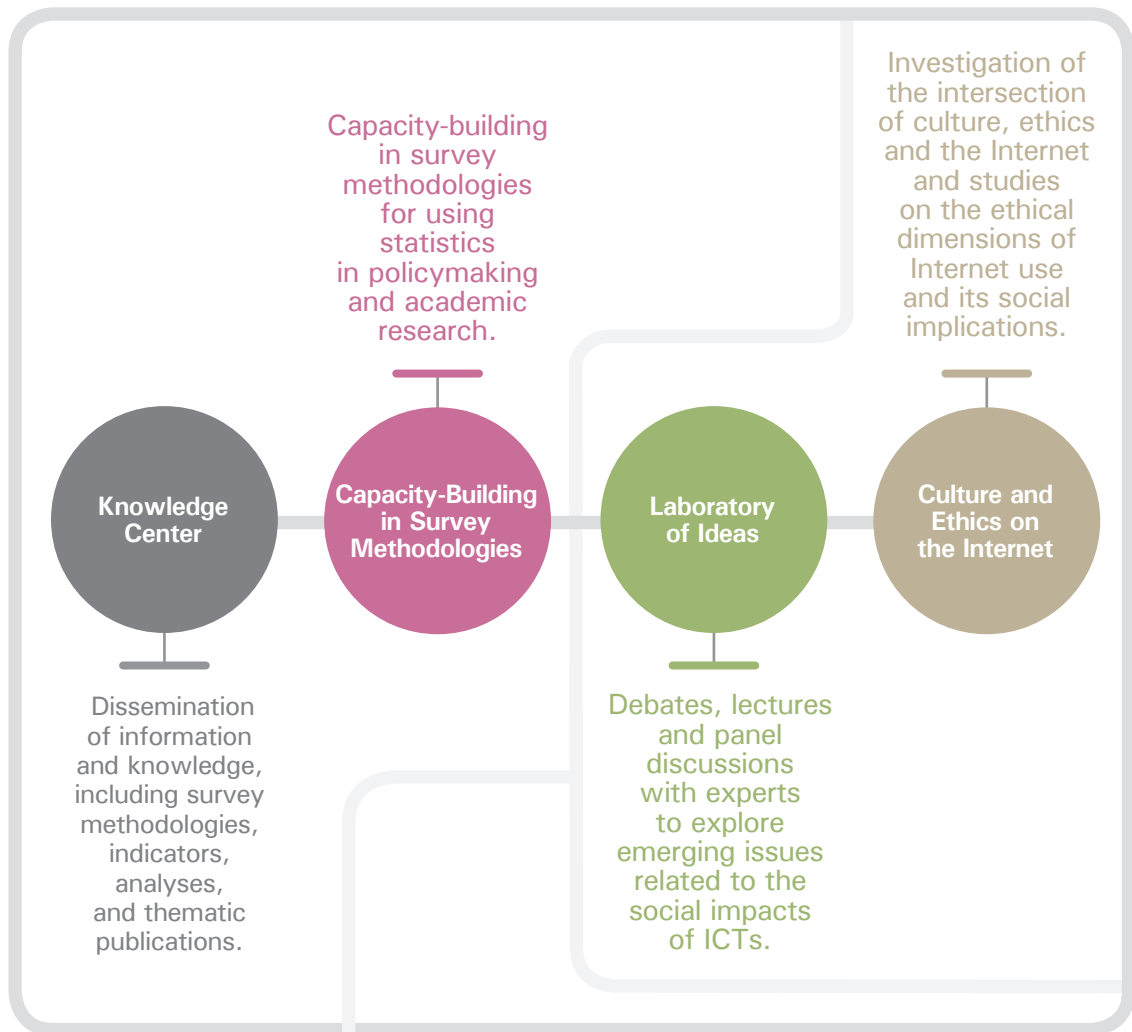 Capacity-building
in survey
methodologies
for using
statistics
in policymaking
and academic
research.
Investigation of
the intersection
of culture, ethics
and the Internet
and studies
on the ethical
dimensions of
Internet use
and its social
implications.
Knowledge
Center
Capacity-Building
in Survey
Methodologies
Laboratory
of Ideas
Culture and
Ethics on
the Internet
Dissemination
of information
and knowledge,
including survey
methodologies,
indicators,
analyses,
and thematic
publications.
Debates, lectures
and panel
discussions
with experts
to explore
emerging issues
related to the
social impacts
of ICTs.